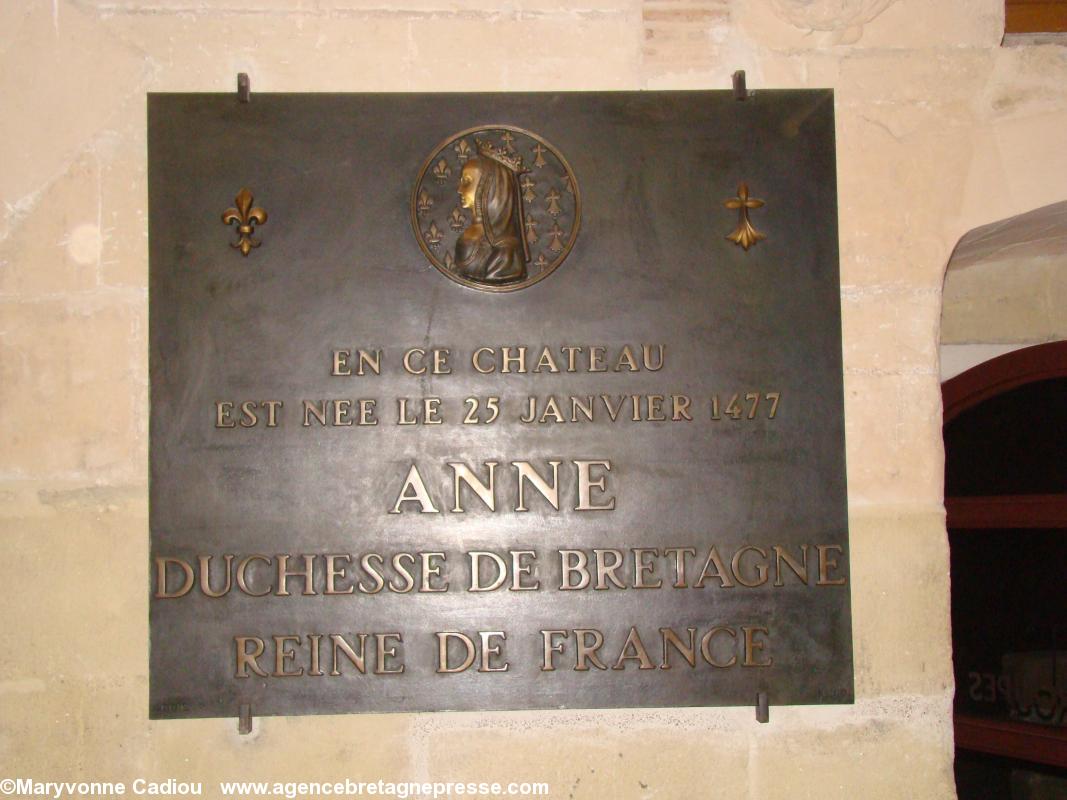 EN CE CHATEAU
EST NEE LE 25 JANVIER 1477
ANNE
DUCHESSE DE BRETAGNE
REINE DE FRANCE
©Maryvonne Cadiou www.agencebretagnepresse.com